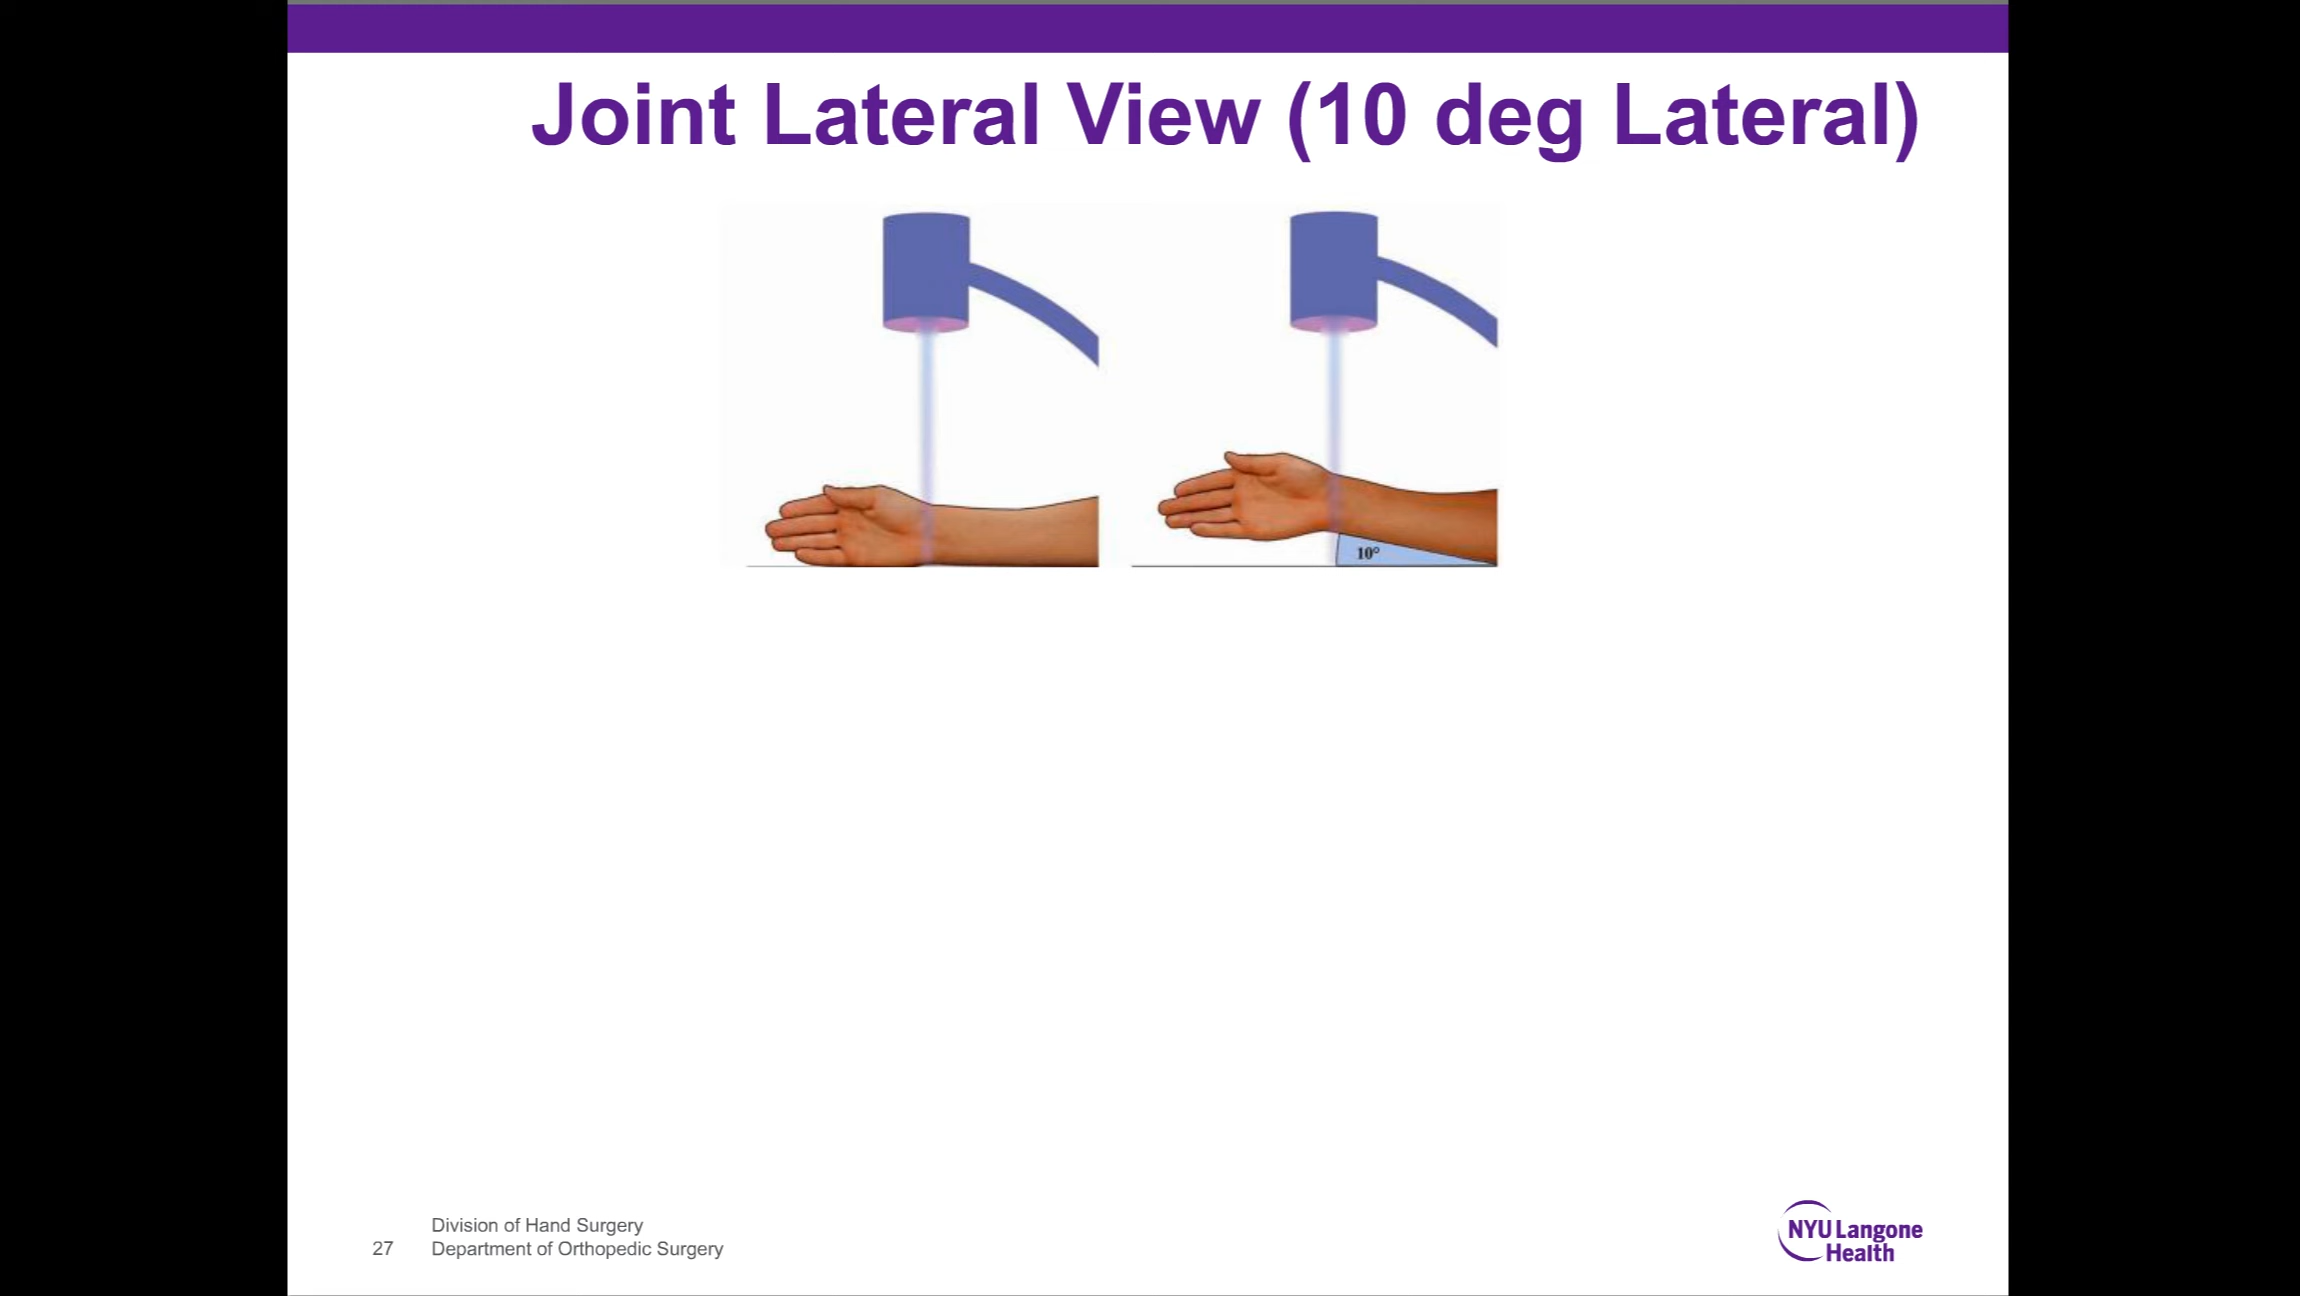 Joint Lateral View (10 deg Lateral)
10°
Division of Hand Surgery
27 Department of Orthopedic Surgery
NYU Langone
Health